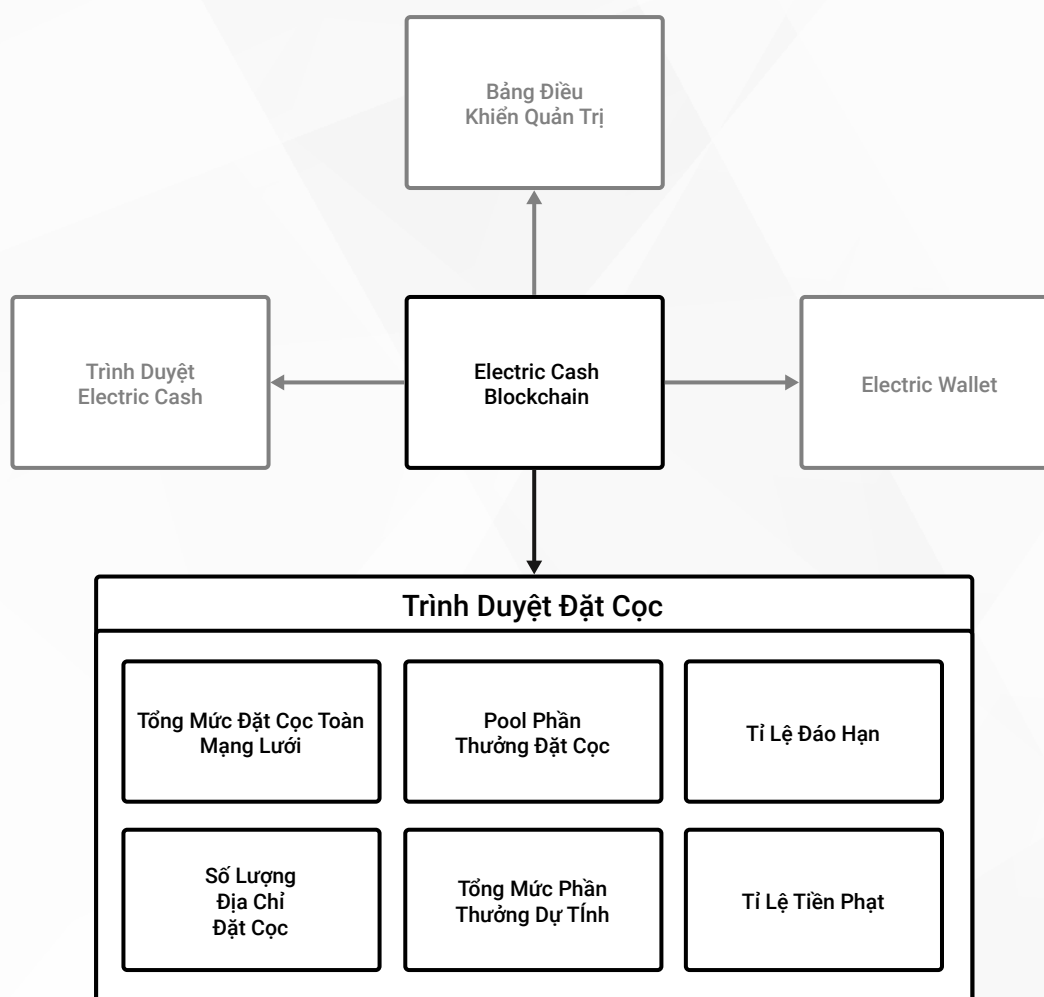 Bảng Điều
Khiển Quản Trị
Trình Duyệt
Electric Cash
Electric Cash
Blockchain
Electric Wallet
Trình Duyệt Đặt Cọc
Tổng Mức Đặt Cọc Toàn
Mạng Lưới
Pool Phần
Thưởng Đặt Cọc
Tỉ Lệ Đáo Hạn
Số Lượng
Địa Chỉ
Đặt Cọc
Tổng Mức Phần
Thưởng Dự TÍnh
Tỉ Lệ Tiền Phạt